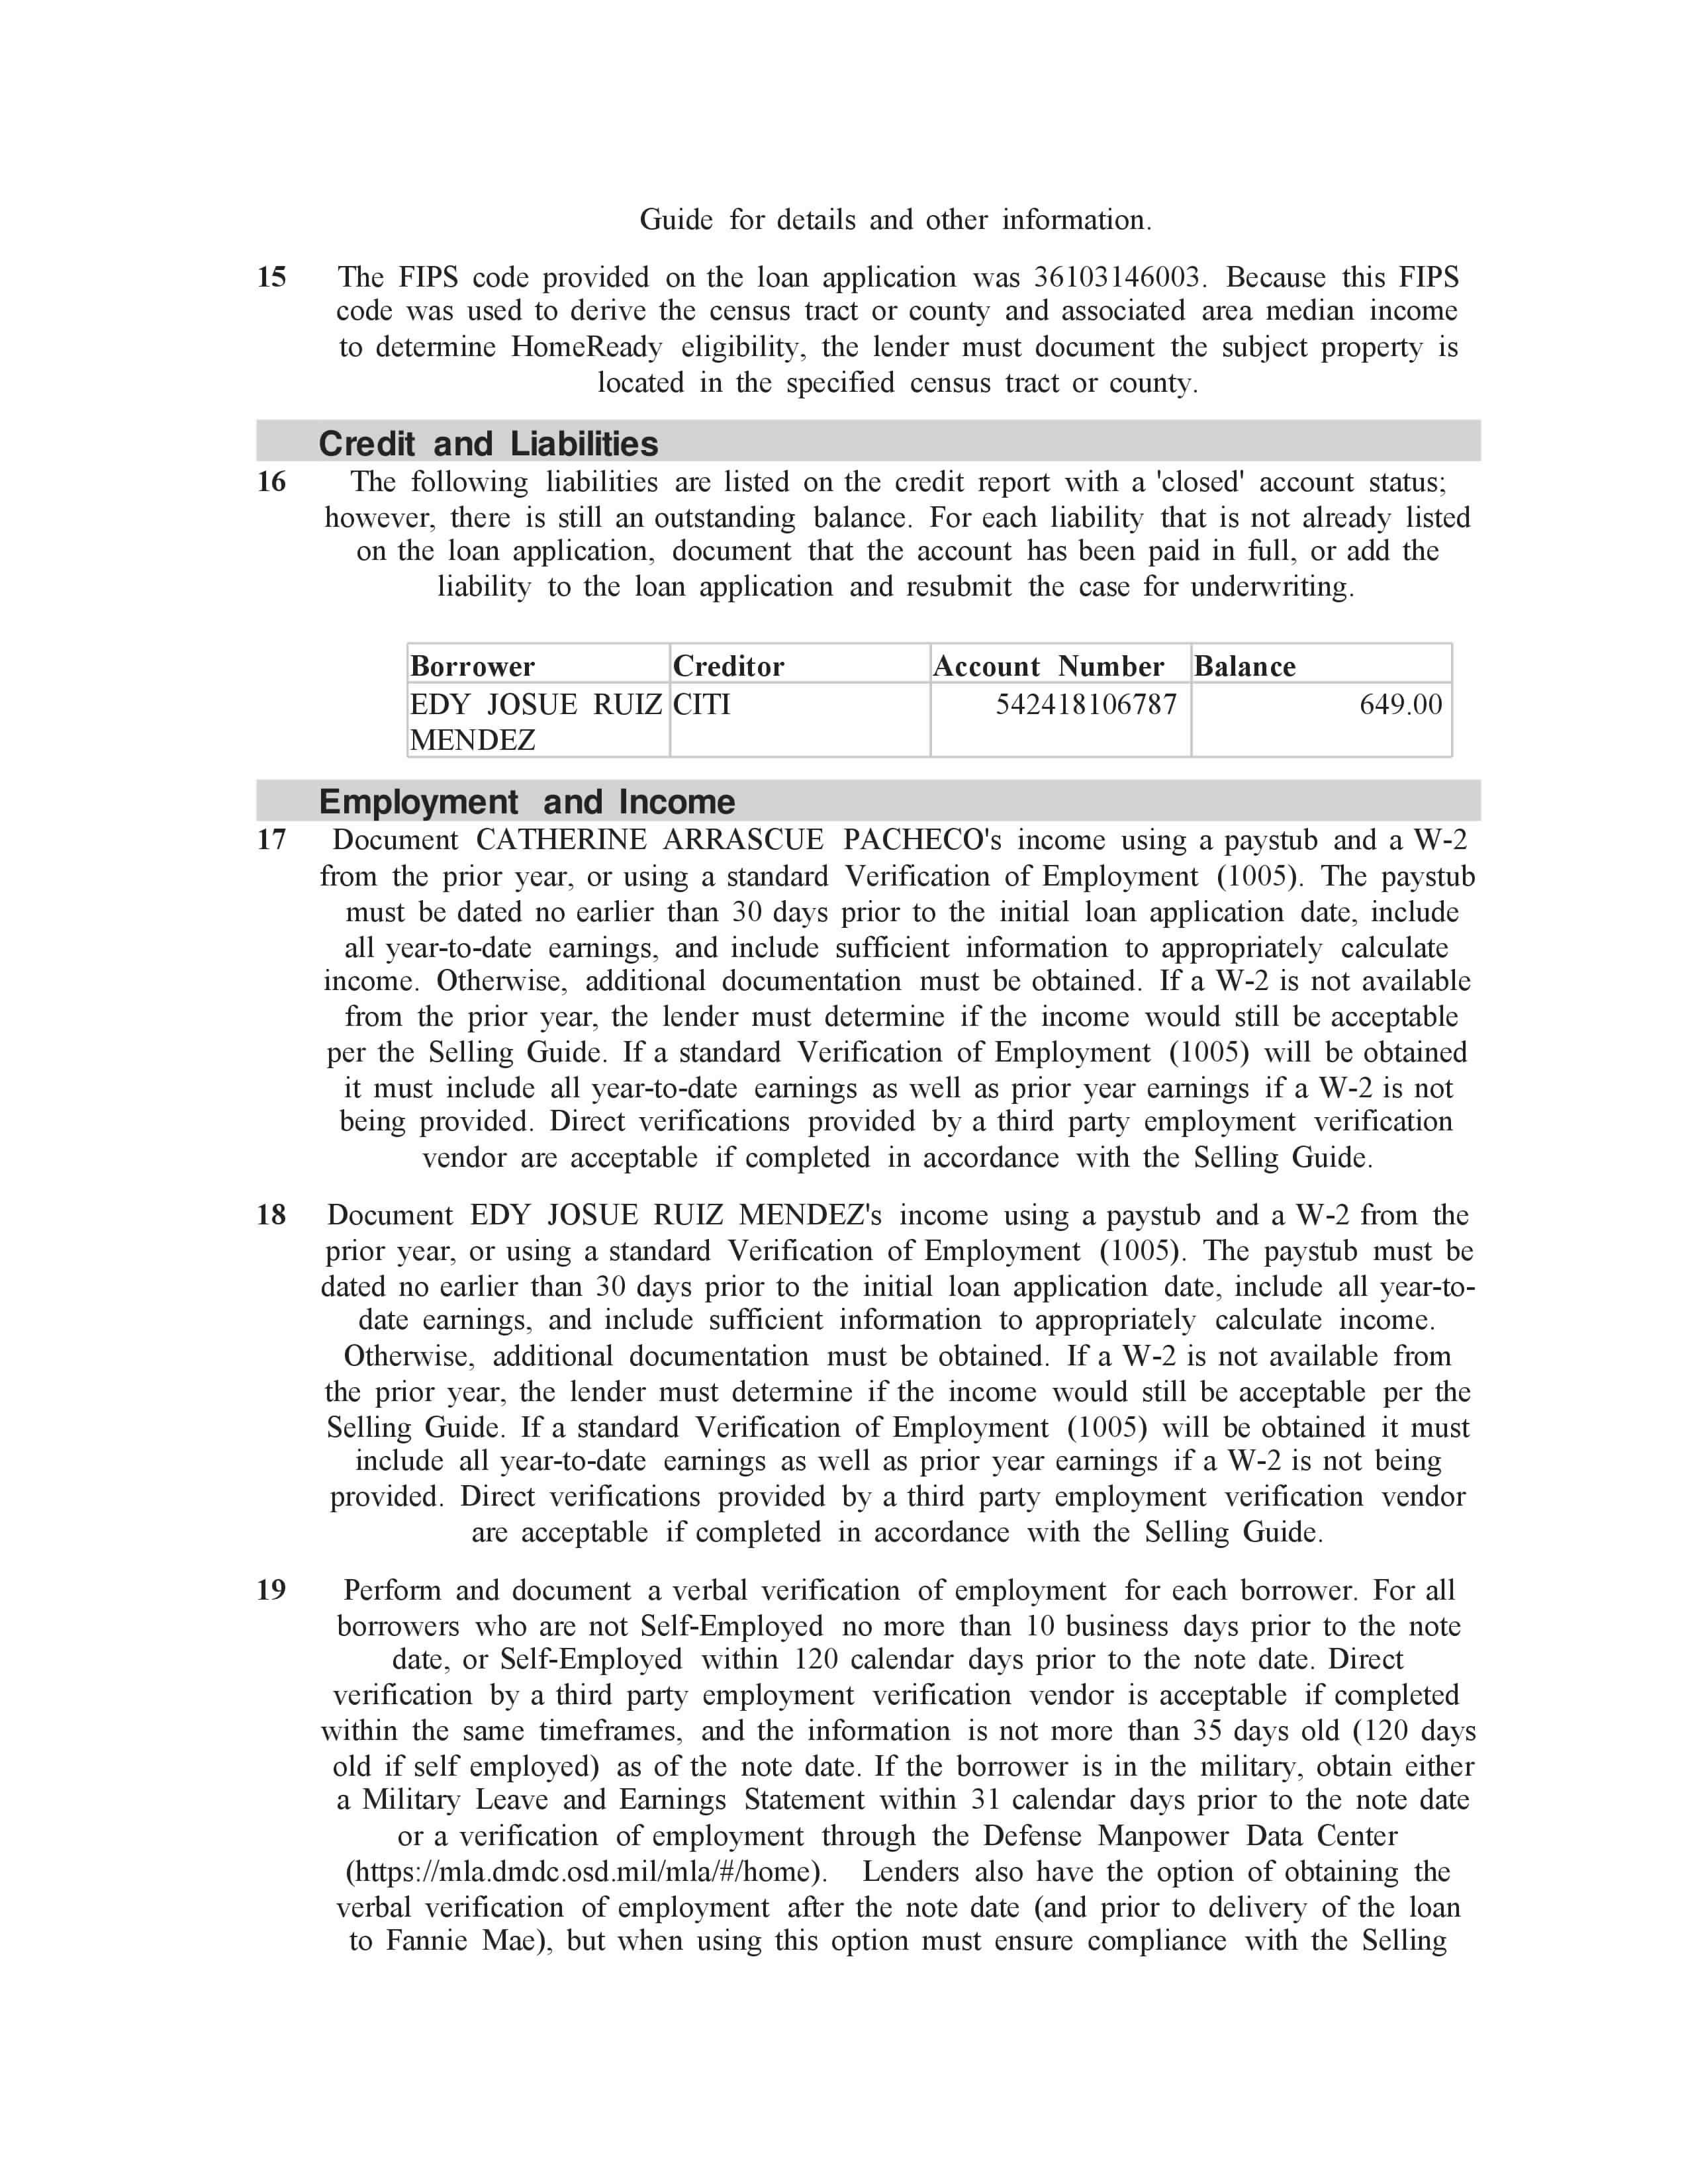 Guide for details and other information.
15 The FIPS code provided on the loan application was 36103146003. Because this FIPS
code was used to derive the census tract or county and associated area median income
to determine HomeReady eligibility, the lender must document the subject property is
located in the specified census tract or county.
Credit and Liabilities
16 The following liabilities are listed on the credit report with a 'closed' account status;
however, there is still an outstanding balance. For each liability that is not already listed
on the loan application, document that the account has been paid in full, or add the
liability to the loan application and resubmit the case for underwriting.
Borrower Creditor Account Number Balance
EDY JOSUE RUIZ CITI 542418106787 649.00
MENDEZ
Employment and Income
17 Document CATHERINE ARRASCUE PACHECO's income using a paystub and a W-2
from the prior year, or using a standard Verification of Employment (1005). The paystub
must be dated no earlier than 30 days prior to the initial loan application date, include
all year-to-date earnings, and include sufficient information to appropriately calculate
income. Otherwise, additional documentation must be obtained. If a W-2 is not available
from the prior year, the lender must determine if the income would still be acceptable
per the Selling Guide. If a standard Verification of Employment (1005) will be obtained
it must include all year-to-date earnings as well as prior year earnings if a W-2 is not
being provided. Direct verifications provided by a third party employment verification
vendor are acceptable if completed in accordance with the Selling Guide.
18 Document EDY JOSUE RUIZ MENDEZ's income using a paystub and a W-2 from the
prior year, or using a standard Verification of Employment (1005). The paystub must be
dated no earlier than 30 days prior to the initial loan application date, include all year-to-
date earnings, and include sufficient information to appropriately calculate income.
Otherwise, additional documentation must be obtained. If a W-2 is not available from
the prior year, the lender must determine if the income would still be acceptable per the
Selling Guide. If a standard Verification of Employment (1005) will be obtained it must
include all year-to-date earnings as well as prior year earnings if a W-2 is not being
provided. Direct verifications provided by a third party employment verification vendor
are acceptable if completed in accordance with the Selling Guide.
19 Perform and document a verbal verification of employment for each borrower. For all
borrowers who are not Self-Employed no more than 10 business days prior to the note
date, or Self-Employed within 120 calendar days prior to the note date. Direct
verification by a third party employment verification vendor is acceptable if completed
within the same timeframes, and the information is not more than 35 days old (120 days
old if self employed) as of the note date. If the borrower is in the military, obtain either
a Military Leave and Earnings Statement within 31 calendar days prior to the note date
or a verification of employment through the Defense Manpower Data Center
(https://mla.dmdc.osd.mil/mla/#/home). Lenders also have the option of obtaining the
verbal verification of employment after the note date (and prior to delivery of the loan
to Fannie Mae), but when using this option must ensure compliance with the Selling